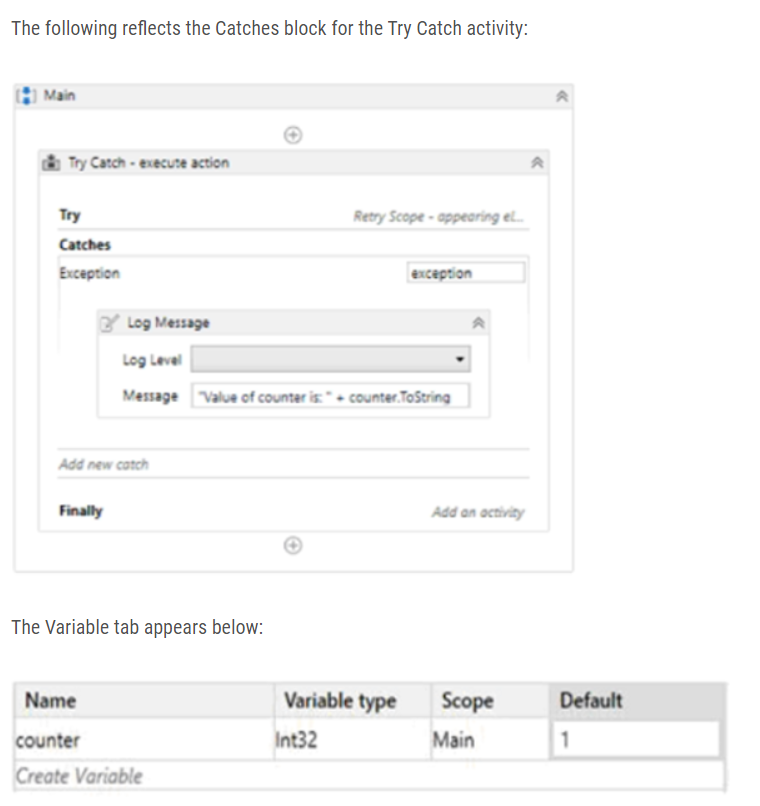 The following reflects the Catches block for the Try Catch activity:
Main
Try Catch - execute action
Try Retry Scope - appearing el...
Catches
Exception exception
Log Message
Log Level
Message "Value of counter is: " + counter.ToString
Add new catch
Finally Add an activity
The Variable tab appears below:
Name Variable type Scope Default
counter Int32 Main 1
Create Variable